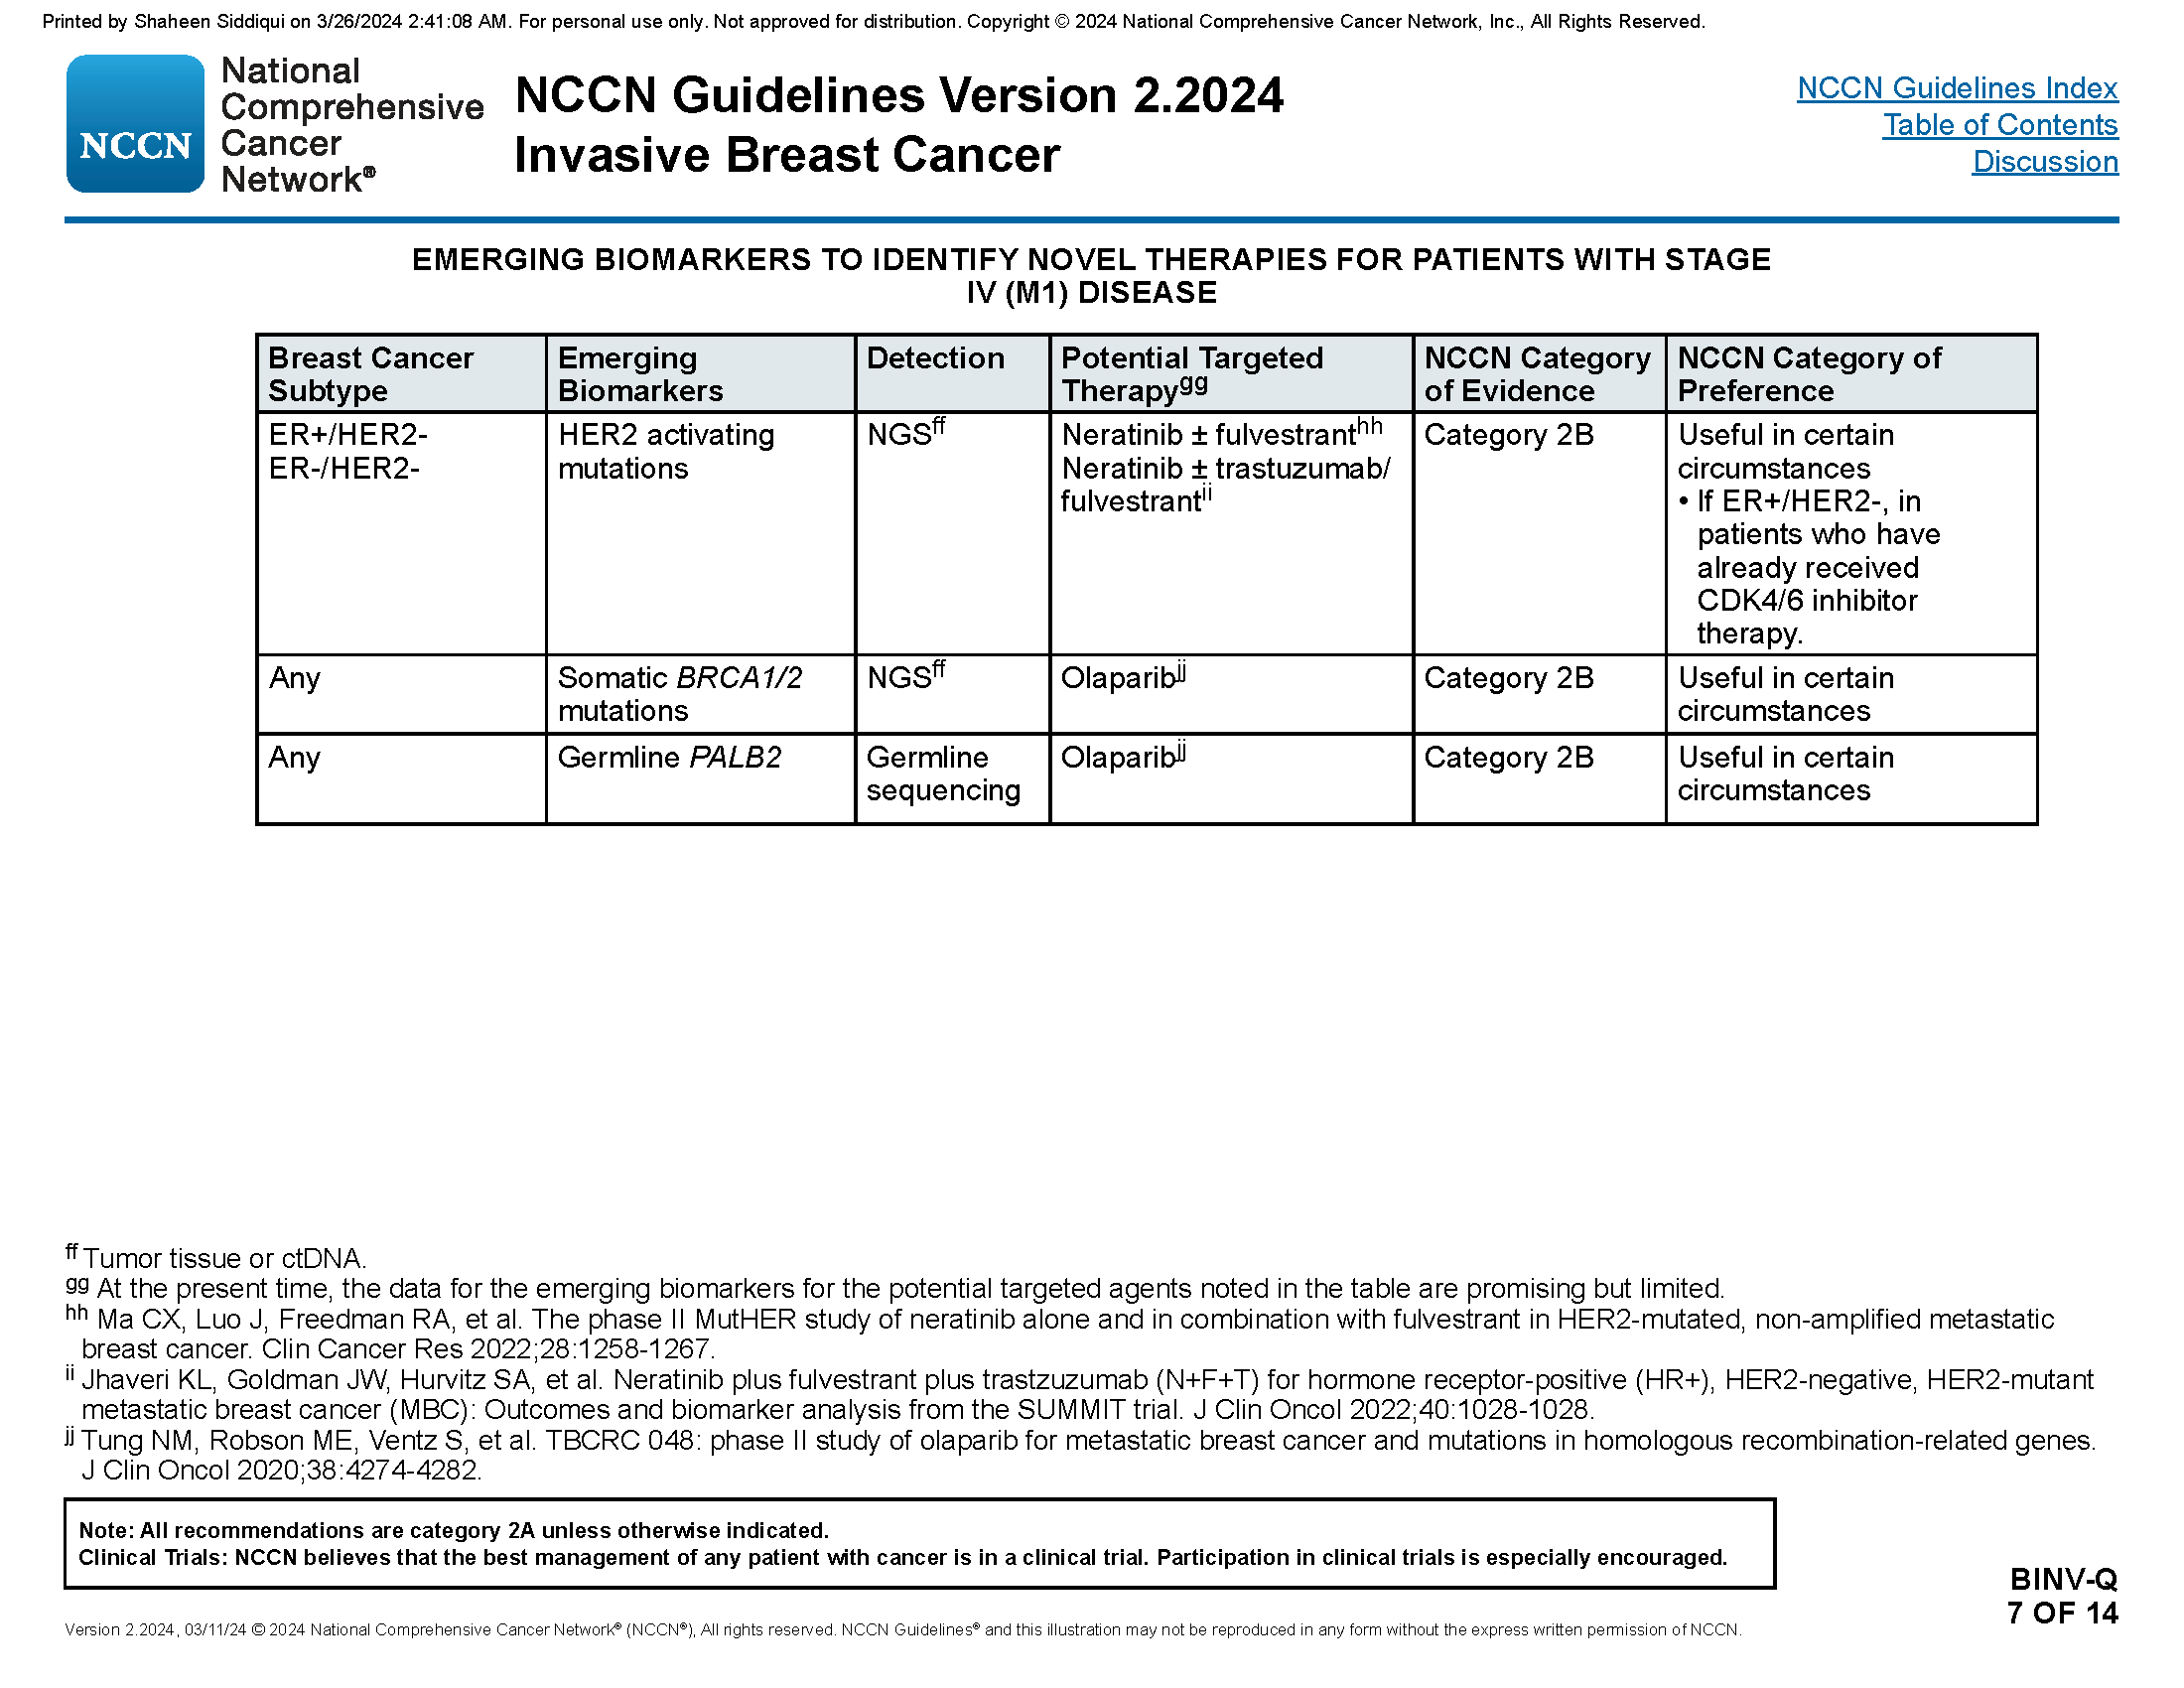 Printed by Shaheen Siddiqui on 3/26/2024 2:41:08 AM. For personal use only. Not approved for distribution. Copyright © 2024 National Comprehensive Cancer Network, Inc., All Rights Reserved.
NCCN
National
Comprehensive
Cancer
Network®
NCCN Guidelines Version 2.2024
Invasive Breast Cancer
NCCN Guidelines Index
Table of Contents
Discussion
EMERGING BIOMARKERS TO IDENTIFY NOVEL THERAPIES FOR PATIENTS WITH STAGE
IV (M1) DISEASE
Breast Cancer
Subtype
Emerging
Biomarkers
Detection
Potential Targeted
Therapygg
NCCN Category
of Evidence
NCCN Category of
Preference
ER+/HER2-
ER-/HER2-
HER2 activating
mutations
NGSff
Neratinib ± fulvestranthh
Neratinib ± trastuzumab/
fulvestrantii
Category 2B
Useful in certain
circumstances
• If ER+/HER2-, in
patients who have
already received
CDK4/6 inhibitor
therapy.
Any
Somatic BRCA1/2
mutations
NGSff
Olaparibjj
Category 2B
Useful in certain
circumstances
Any
Germline PALB2
Germline
sequencing
Olaparibjj
Category 2B
Useful in certain
circumstances
ff Tumor tissue or ctDNA.
gg At the present time, the data for the emerging biomarkers for the potential targeted agents noted in the table are promising but limited.
hh Ma CX, Luo J, Freedman RA, et al. The phase II MutHER study of neratinib alone and in combination with fulvestrant in HER2-mutated, non-amplified metastatic
breast cancer. Clin Cancer Res 2022;28:1258-1267.
ii Jhaveri KL, Goldman JW, Hurvitz SA, et al. Neratinib plus fulvestrant plus trastzuzumab (N+F+T) for hormone receptor-positive (HR+), HER2-negative, HER2-mutant
metastatic breast cancer (MBC): Outcomes and biomarker analysis from the SUMMIT trial. J Clin Oncol 2022;40:1028-1028.
jj Tung NM, Robson ME, Ventz S, et al. TBCRC 048: phase II study of olaparib for metastatic breast cancer and mutations in homologous recombination-related genes.
J Clin Oncol 2020;38:4274-4282.
Note: All recommendations are category 2A unless otherwise indicated.
Clinical Trials: NCCN believes that the best management of any patient with cancer is in a clinical trial. Participation in clinical trials is especially encouraged.
BINV-Q
7 OF 14
Version 2.2024, 03/11/24 © 2024 National Comprehensive Cancer Network® (NCCN®), All rights reserved. NCCN Guidelines® and this illustration may not be reproduced in any form without the express written permission of NCCN.